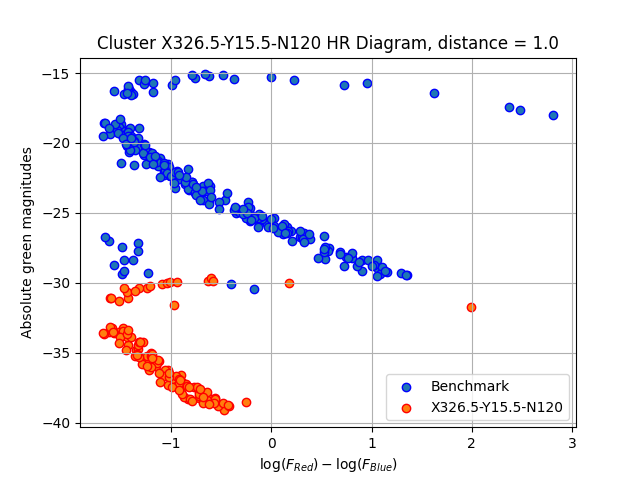 Cluster X326.5-Y15.5-N120 HR Diagram, distance = 1.0
Absolute green magnitudes
−15
−20
−25
−30
−35
−40
−1
0
1
2
3
log(F_Red) − log(F_Blue)
Benchmark
X326.5-Y15.5-N120